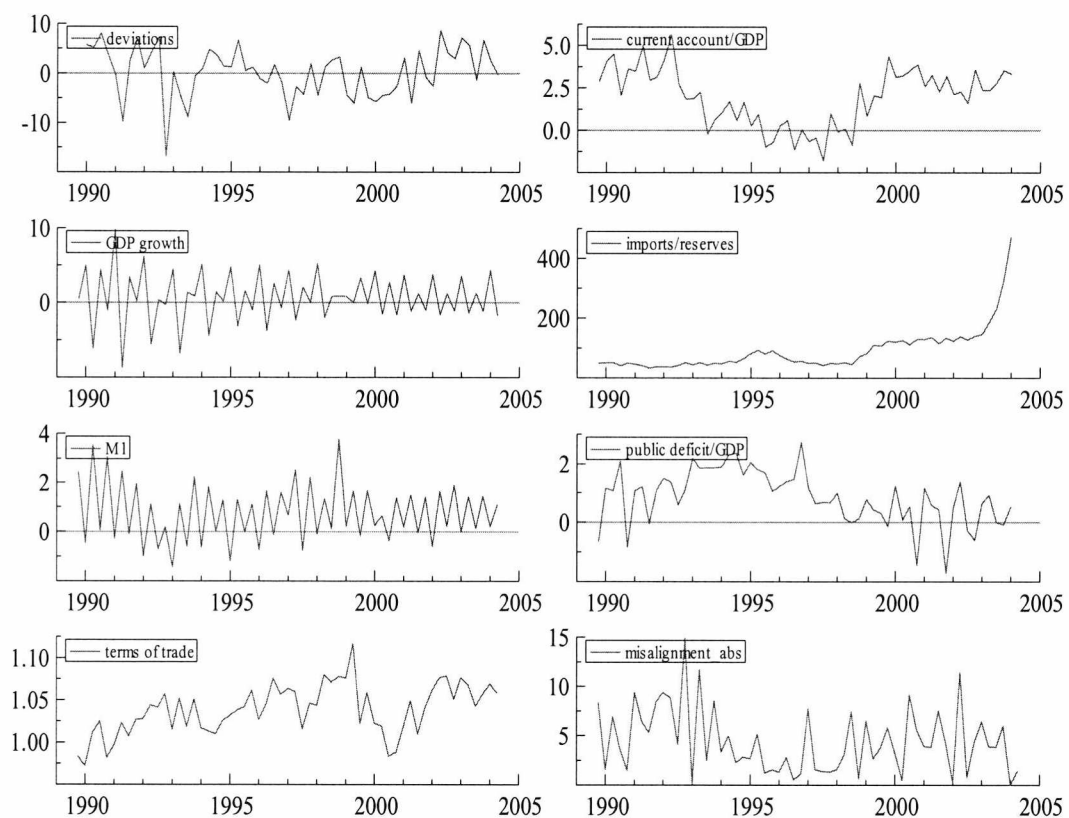 10
deviations
0
-10
1990 1995 2000 2005
5.0
current account/GDP
2.5
0.0
1990 1995 2000 2005
10
GDP growth
0
1990 1995 2000 2005
imports/reserves
400
200
1990 1995 2000 2005
4
M1
2
0
1990 1995 2000 2005
public deficit/GDP
2
0
1990 1995 2000 2005
terms of trade
1.10
1.05
1.00
1990 1995 2000 2005
15
misalignment_abs
10
5
1990 1995 2000 2005